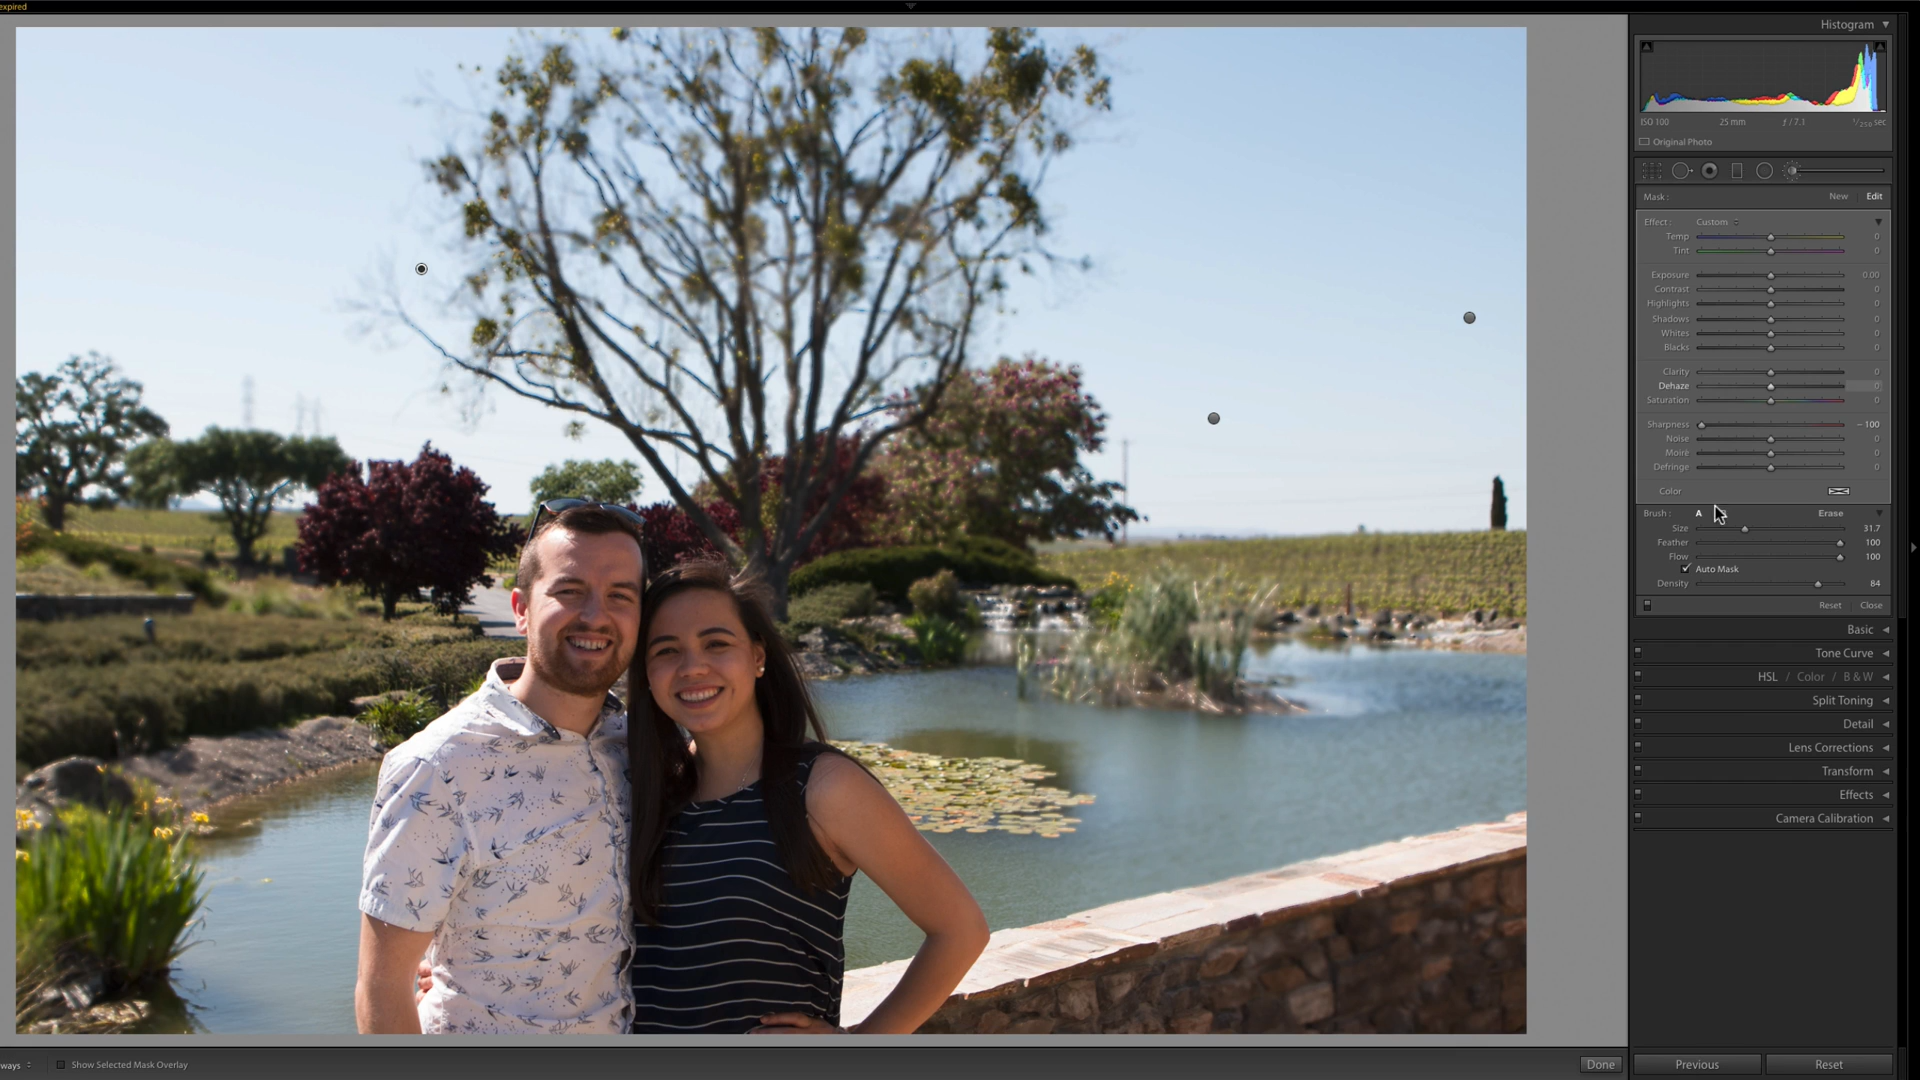 expired
Histogram
ISO 100 25 mm ƒ / 7.1 1/250 sec
Original Photo
Mask : New Edit
Effect : Custom
Temp 0
Tint 0
Exposure 0.00
Contrast 0
Highlights 0
Shadows 0
Whites 0
Blacks 0
Clarity 0
Dehaze 0
Saturation 0
Sharpness – 100
Noise 0
Moiré 0
Defringe 0
Color
Brush : A Erase
Size 31.7
Feather 100
Flow 100
Auto Mask
Density 84
Reset Close
Basic
Tone Curve
HSL / Color / B & W
Split Toning
Detail
Lens Corrections
Transform
Effects
Camera Calibration
ways Show Selected Mask Overlay Done Previous Reset